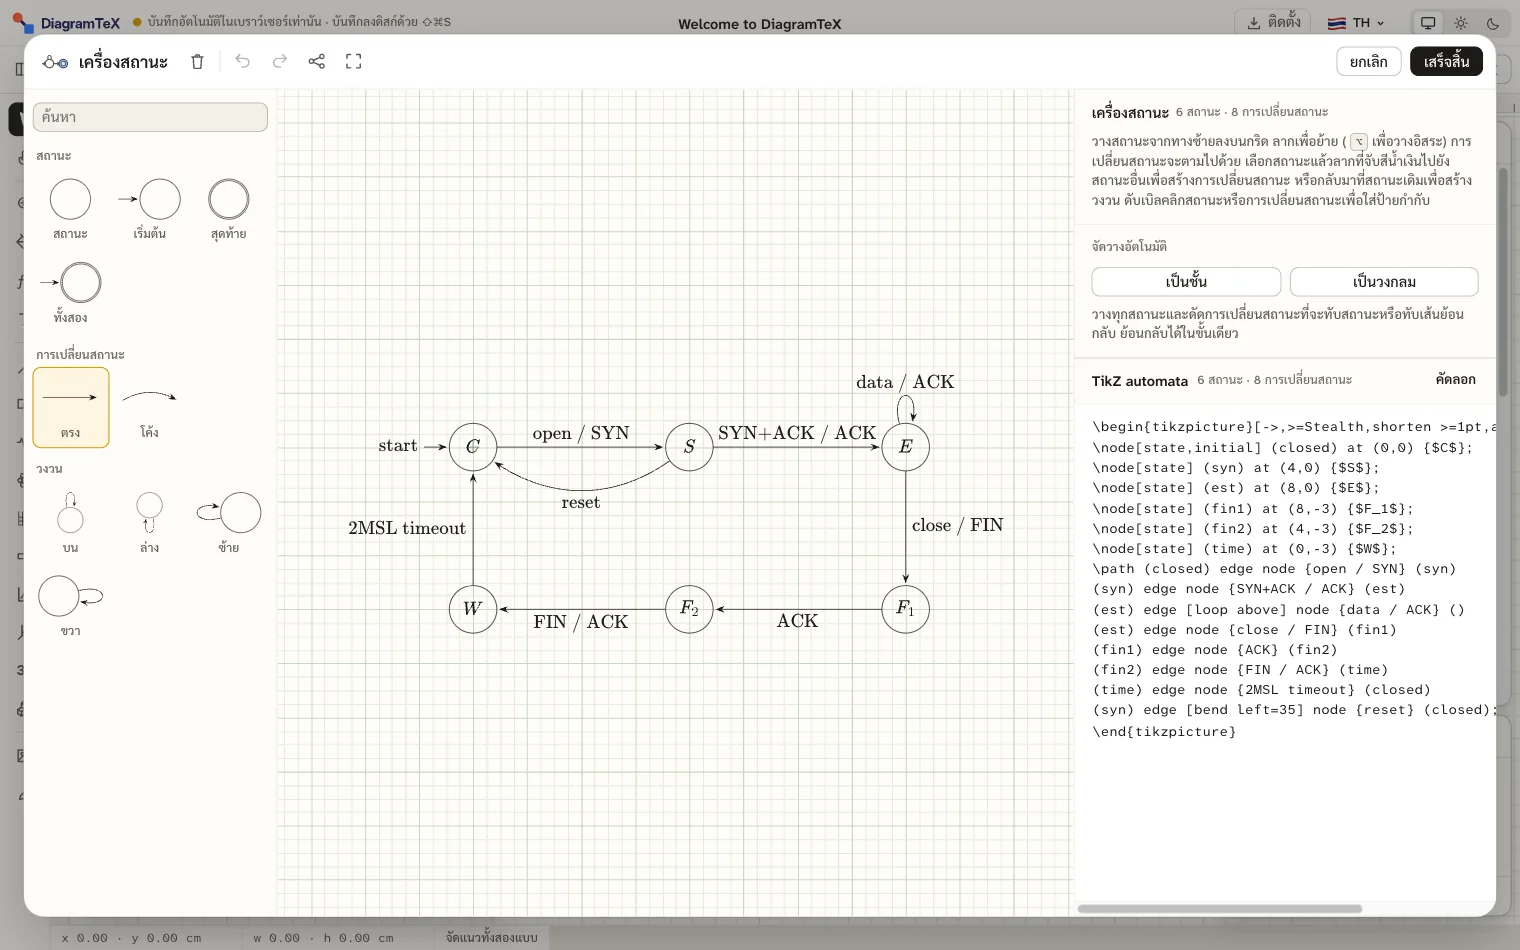 DiagramTeX
บันทึกอัตโนมัติในเบราว์เซอร์เท่านั้น · บันทึกลงดิสก์ด้วย ⇧⌘S
Welcome to DiagramTeX
ติดตั้ง
TH
เครื่องสถานะ
ยกเลิก
เสร็จสิ้น
ค้นหา
สถานะ
สถานะ
เริ่มต้น
สุดท้าย
ทั้งสอง
การเปลี่ยนสถานะ
ตรง
โค้ง
วงวน
บน
ล่าง
ซ้าย
ขวา
data / ACK
start
C
open / SYN
S
SYN+ACK / ACK
E
reset
2MSL timeout
close / FIN
W
FIN / ACK
F₂
ACK
F₁
เครื่องสถานะ 6 สถานะ · 8 การเปลี่ยนสถานะ
วางสถานะจากทางซ้ายลงบนกริด ลากเพื่อย้าย ( ⌥ เพื่อวางอิสระ) การ
เปลี่ยนสถานะจะตามไปด้วย เลือกสถานะแล้วลากที่จับสีน้ำเงินไปยัง
สถานะอื่นเพื่อสร้างการเปลี่ยนสถานะ หรือกลับมาที่สถานะเดิมเพื่อสร้าง
วงวน ดับเบิลคลิกสถานะหรือการเปลี่ยนสถานะเพื่อใส่ป้ายกำกับ
จัดวางอัตโนมัติ
เป็นชั้น
เป็นวงกลม
วางทุกสถานะและดัดการเปลี่ยนสถานะที่จะทับสถานะหรือทับเส้นย้อน
กลับ ย้อนกลับได้ในขั้นเดียว
TikZ automata 6 สถานะ · 8 การเปลี่ยนสถานะ
คัดลอก
\begin{tikzpicture}[->,>=Stealth,shorten >=1pt,a
\node[state,initial] (closed) at (0,0) {$C$};
\node[state] (syn) at (4,0) {$S$};
\node[state] (est) at (8,0) {$E$};
\node[state] (fin1) at (8,-3) {$F_1$};
\node[state] (fin2) at (4,-3) {$F_2$};
\node[state] (time) at (0,-3) {$W$};
\path (closed) edge node {open / SYN} (syn)
(syn) edge node {SYN+ACK / ACK} (est)
(est) edge [loop above] node {data / ACK} ()
(est) edge node {close / FIN} (fin1)
(fin1) edge node {ACK} (fin2)
(fin2) edge node {FIN / ACK} (time)
(time) edge node {2MSL timeout} (closed)
(syn) edge [bend left=35] node {reset} (closed);
\end{tikzpicture}
x 0.00 · y 0.00 cm
w 0.00 · h 0.00 cm
จัดแนวทั้งสองแบบ